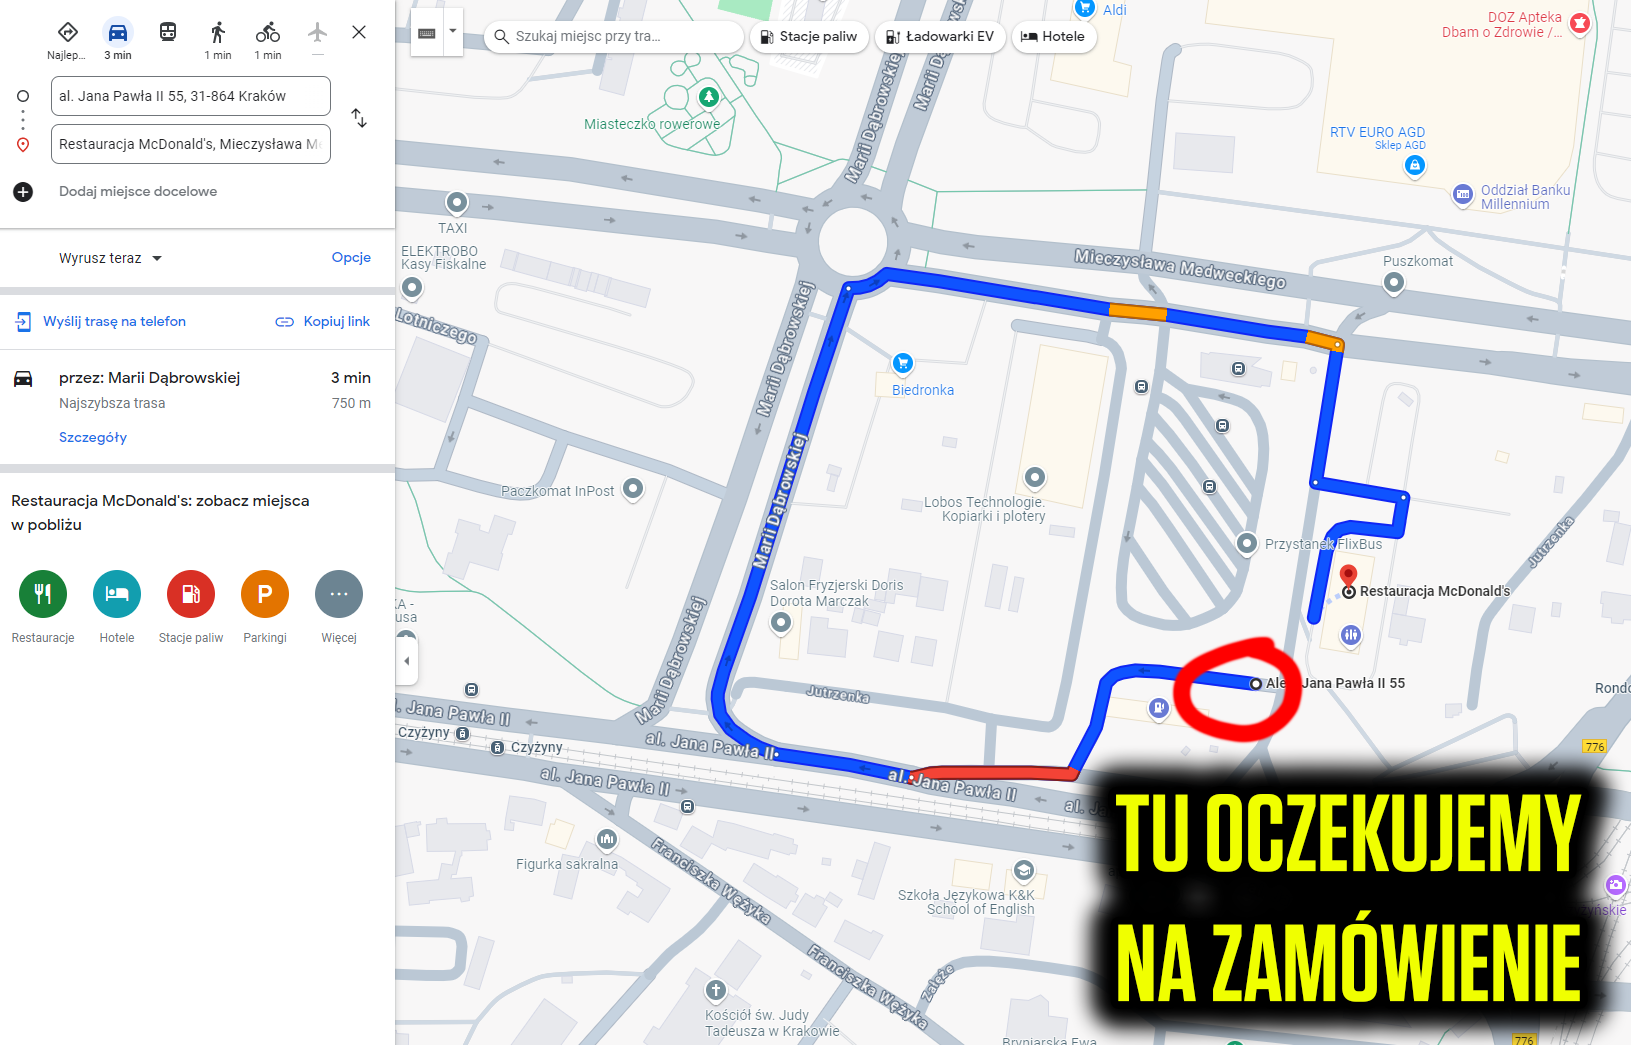 Najlep...
3 min
1 min
1 min
—
al. Jana Pawła II 55, 31-864 Kraków
Restauracja McDonald's, Mieczysława M
Dodaj miejsce docelowe
Wyrusz teraz
Opcje
Wyślij trasę na telefon
Kopiuj link
przez: Marii Dąbrowskiej
3 min
Najszybsza trasa
750 m
Szczegóły
Restauracja McDonald's: zobacz miejsca
w pobliżu
P
Restauracje
Hotele
Stacje paliw
Parkingi
Więcej
Szukaj miejsc przy tra...
Stacje paliw
Ładowarki EV
Hotele
Aldi
DOZ Apteka
Dbam o Zdrowie /...
Marii Dąbrowskiej
Marii Dąbrowskiej
Miasteczko rowerowe
RTV EURO AGD
Sklep AGD
Oddział Banku
Millennium
TAXI
ELEKTROBO
Kasy Fiskalne
Mieczysława Medweckiego
Puszkomat
Lotniczego
Marii Dąbrowskiej
Biedronka
Marii Dąbrowskiej
Paczkomat InPost
Lobos Technologie.
Kopiarki i plotery
Przystanek FlixBus
Jutrzenka
Salon Fryzjerski Doris
Dorota Marczak
Restauracja McDonald's
KA -
usa
Marii Dąbrowskiej
Jutrzenka
Ale. Jana Pawła II 55
Rondo
. Jana Pawła II
Czyżyny
Czyżyny
al. Jana Pawła II
776
al. Jana Pawła II
al. Jana Pawła II
al. Ja
TU OCZEKUJEMY
NA ZAMÓWIENIE
Figurka sakralna
Franciszka Wężyka
Szkoła Językowa K&K
School of English
zyńskie
Franciszka Wężyka
Załęże
Kościół św. Judy
Tadeusza w Krakowie
Bryniarska Ewa
776